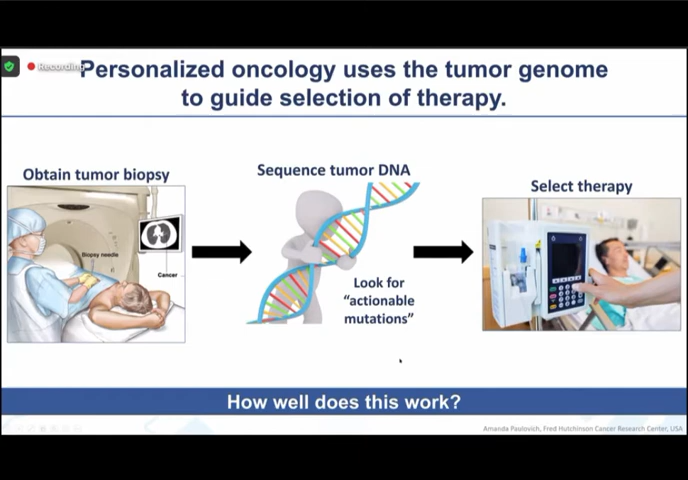 Recording
Personalized oncology uses the tumor genome
to guide selection of therapy.
Obtain tumor biopsy
Sequence tumor DNA
Select therapy
Biopsy needle
Cancer
Look for
“actionable
mutations”
How well does this work?
Amanda Paulovich, Fred Hutchinson Cancer Research Center, USA